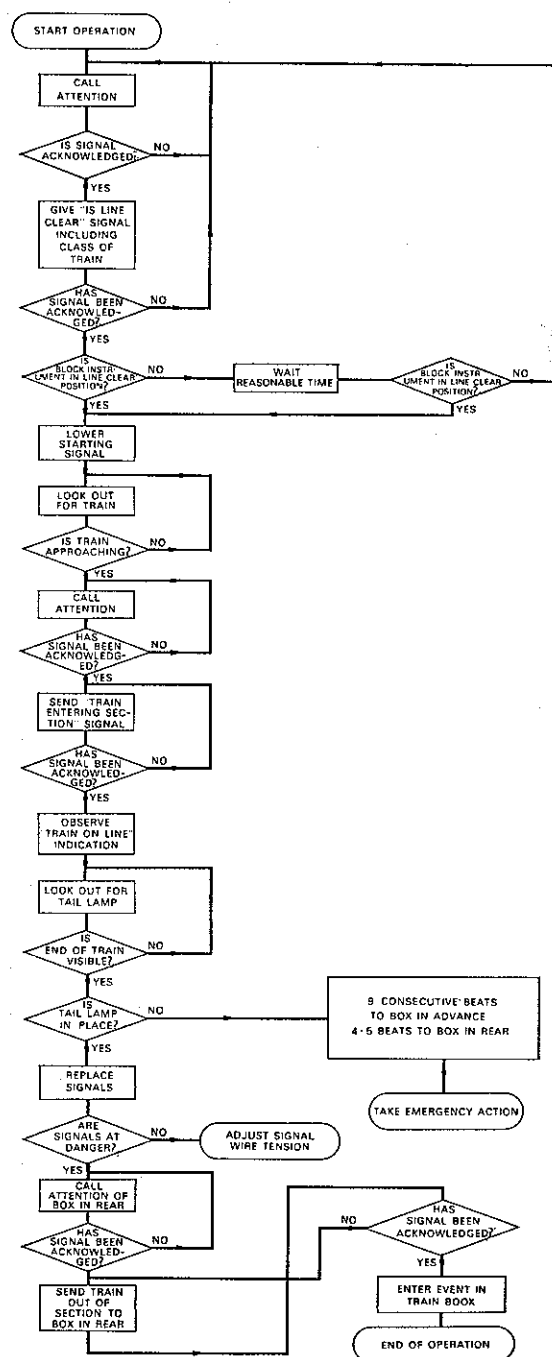 START OPERATION
CALL
ATTENTION
IS SIGNAL
ACKNOWLEDGED?
NO
YES
GIVE "IS LINE
CLEAR" SIGNAL
INCLUDING
CLASS OF
TRAIN
HAS
SIGNAL BEEN
ACKNOWLED-
GED?
NO
YES
IS
BLOCK INSTR
UMENT IN LINE CLEAR
POSITION?
NO
YES
WAIT
REASONABLE TIME
IS
BLOCK INSTR
UMENT IN LINE CLEAR
POSITION?
NO
YES
LOWER
STARTING
SIGNAL
LOOK OUT
FOR TRAIN
IS TRAIN
APPROACHING?
NO
YES
CALL
ATTENTION
HAS
SIGNAL BEEN
ACKNOWLEDG-
ED?
NO
YES
SEND "TRAIN
ENTERING SEC-
TION" SIGNAL
HAS
SIGNAL BEEN
ACKNOWLED-
GED?
NO
YES
OBSERVE
"TRAIN ON LINE"
INDICATION
LOOK OUT FOR
TAIL LAMP
IS
END OF TRAIN
VISIBLE?
NO
YES
IS
TAIL LAMP
IN PLACE?
NO
YES
9 CONSECUTIVE BEATS
TO BOX IN ADVANCE
4-5 BEATS TO BOX IN REAR
TAKE EMERGENCY ACTION
REPLACE
SIGNALS
ARE
SIGNALS AT
DANGER?
NO
YES
ADJUST SIGNAL
WIRE TENSION
CALL
ATTENTION OF
BOX IN REAR
HAS
SIGNAL BEEN
ACKNOWLED-
GED?
NO
YES
SEND TRAIN
OUT OF
SECTION TO
BOX IN REAR
HAS
SIGNAL BEEN
ACKNOWLEDGED?
NO
YES
ENTER EVENT IN
TRAIN BOOX
END OF OPERATION